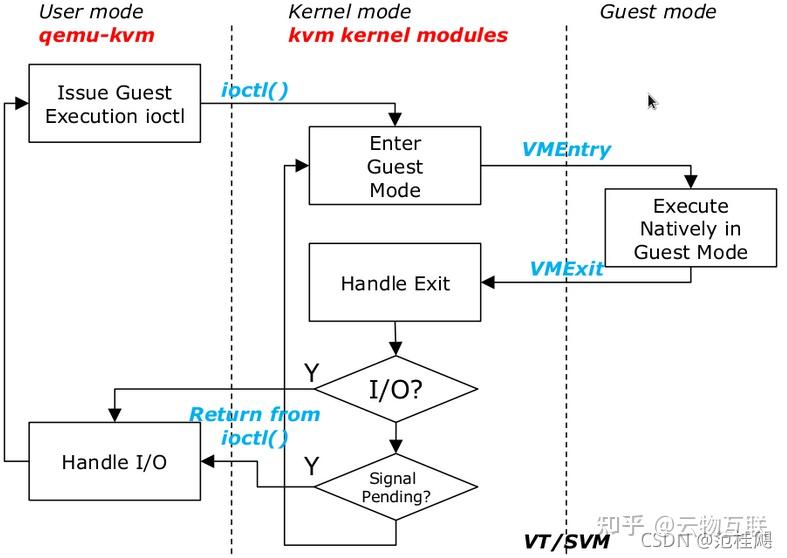 User mode
qemu-kvm
Kernel mode
kvm kernel modules
Guest mode
Issue Guest
Execution ioctl
ioctl()
Enter
Guest
Mode
VMEntry
Execute
Natively in
Guest Mode
VMExit
Handle Exit
Y
I/O?
Return from
ioctl()
Handle I/O
Y
Signal
Pending?
VT/SVM
知乎 @云物互联
CSDN @范桂飓